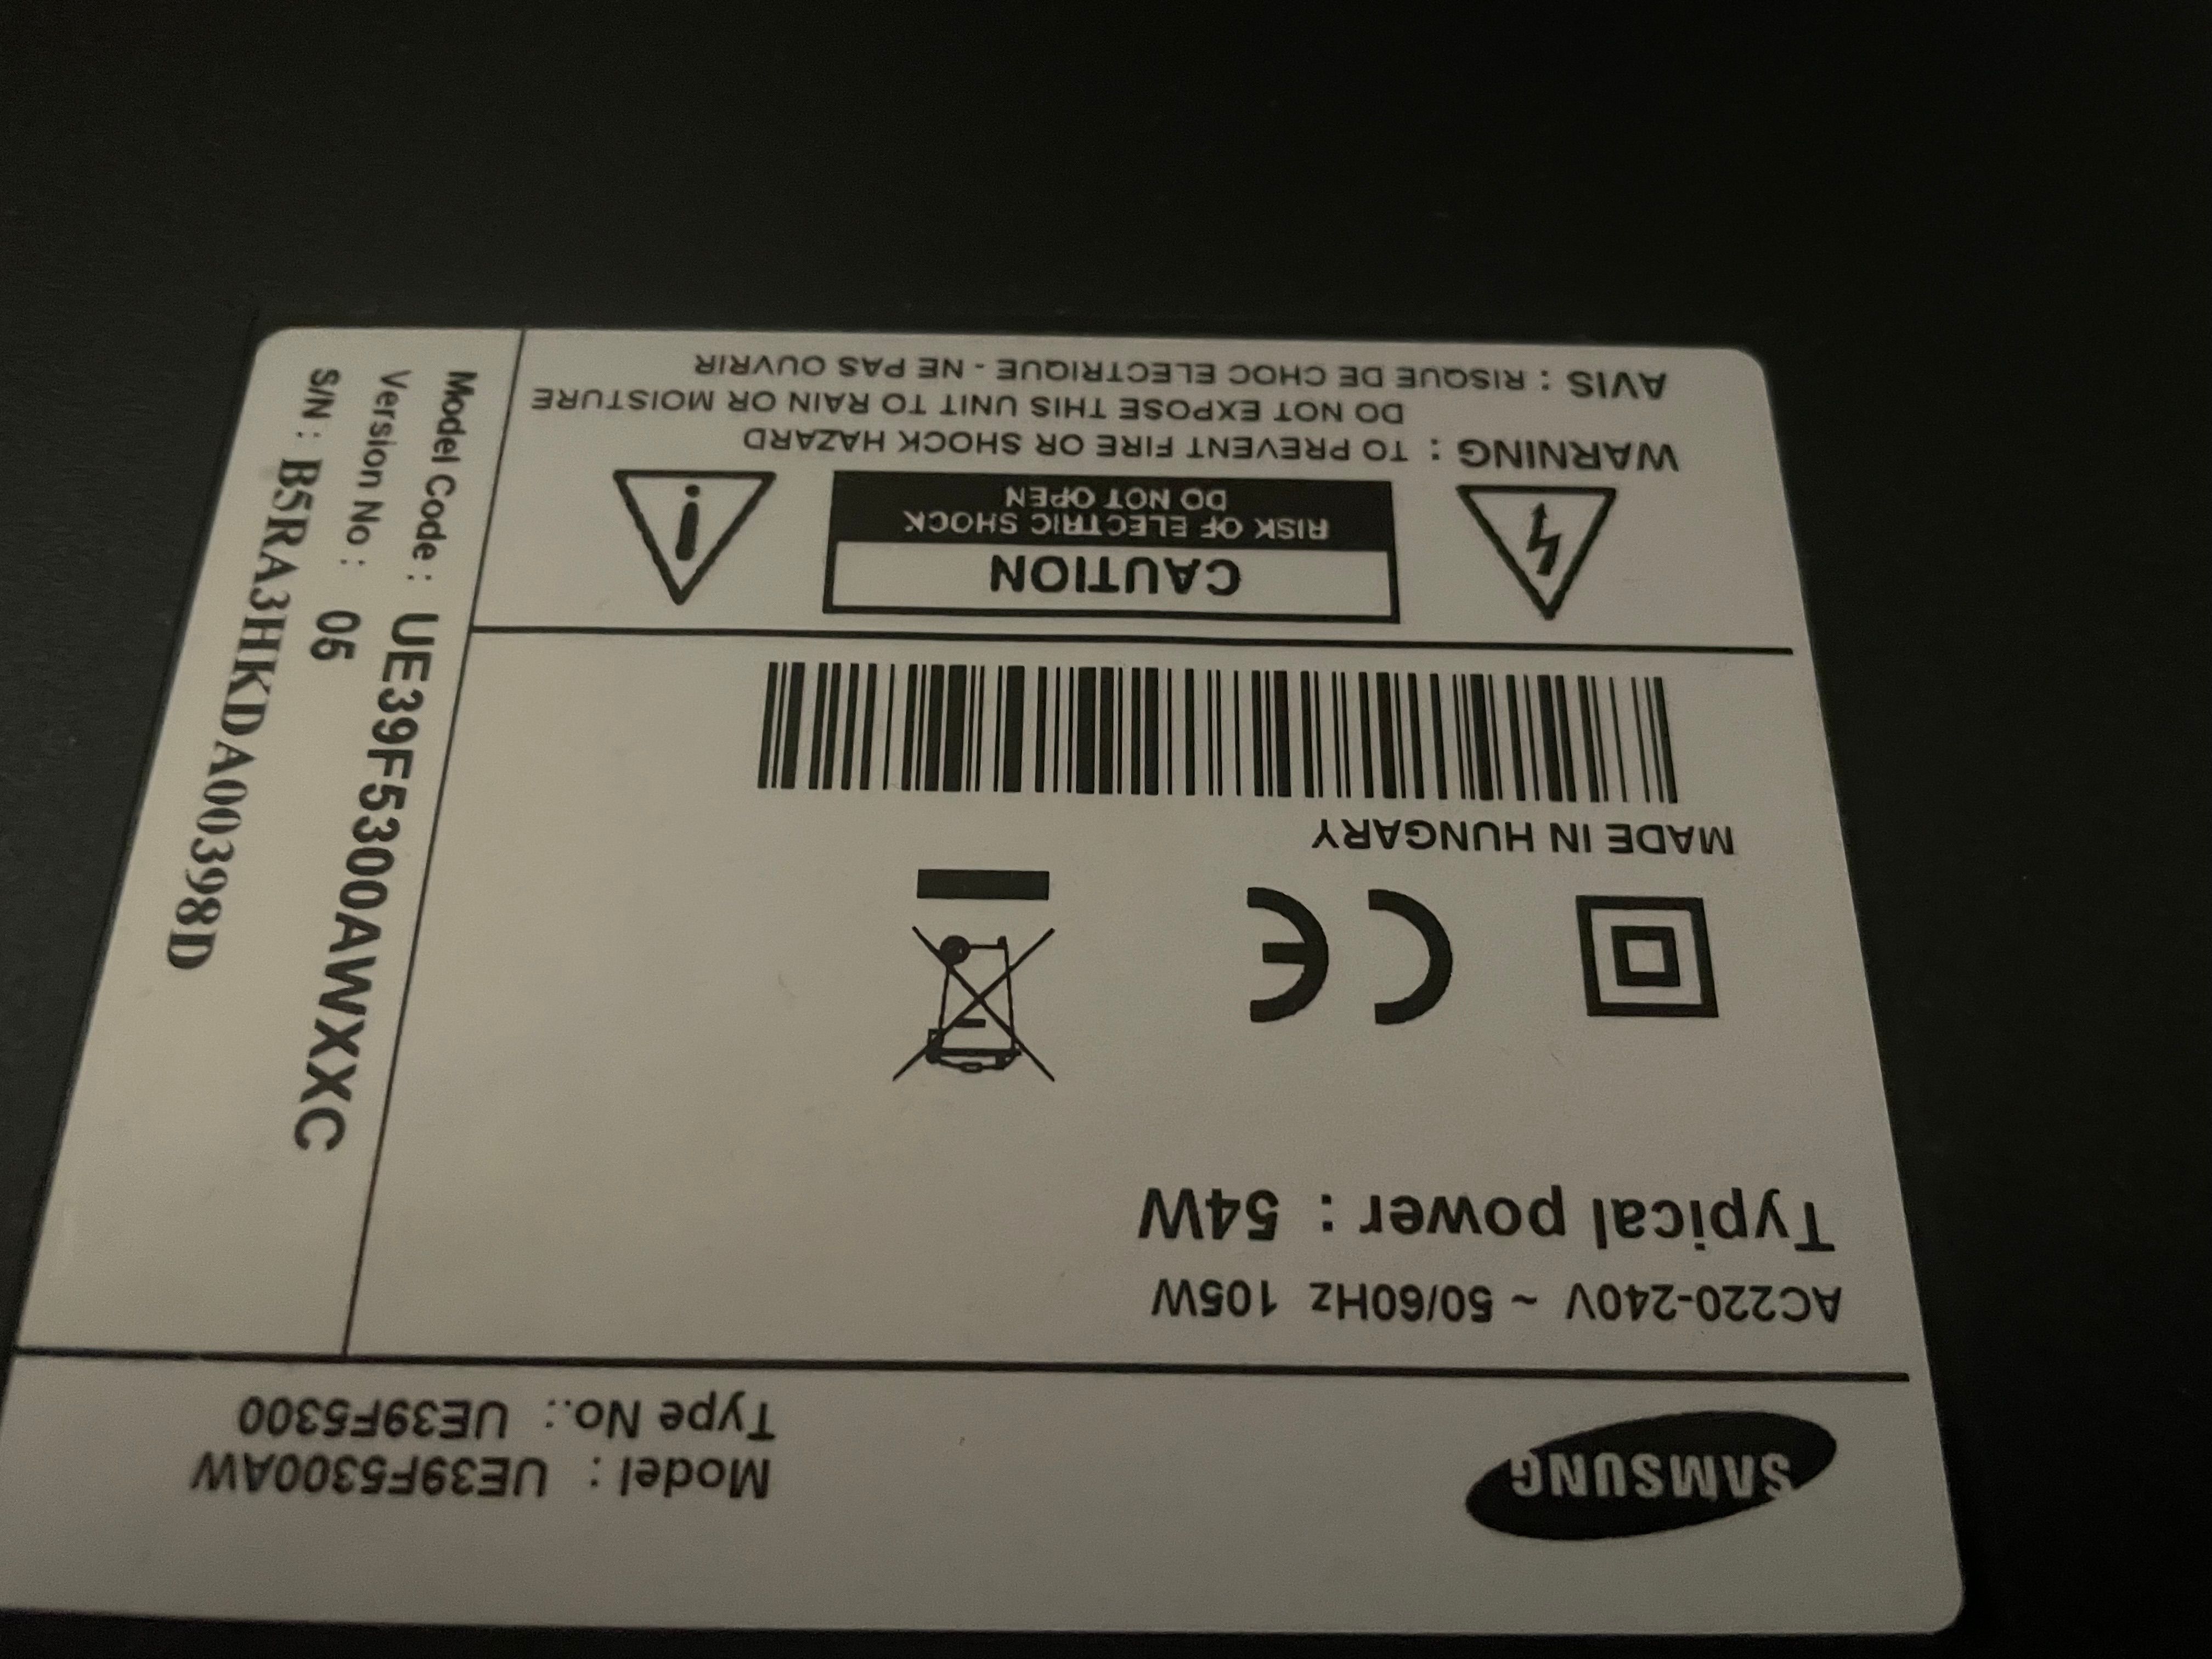 SAMSUNG
Model : UE39F5300AW
Type No.: UE39F5300
AC220-240V ~ 50/60Hz 105W
Typical power : 54W
MADE IN HUNGARY
CAUTION
RISK OF ELECTRIC SHOCK
DO NOT OPEN
WARNING : TO PREVENT FIRE OR SHOCK HAZARD
DO NOT EXPOSE THIS UNIT TO RAIN OR MOISTURE
AVIS : RISQUE DE CHOC ELECTRIQUE - NE PAS OUVRIR
Model Code : UE39F5300AWXXC
Version No : 05
S/N : B5RA3HKDA00398D